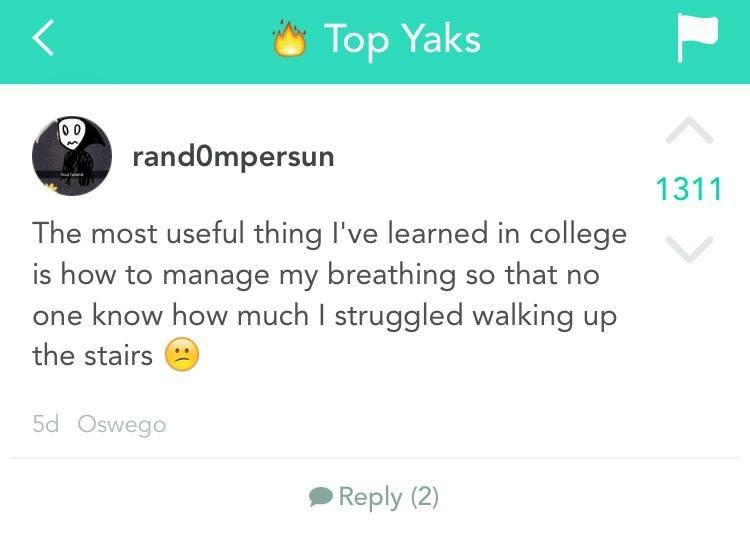 🔥 Top Yaks
rand0mpersun
1311
The most useful thing I've learned in college
is how to manage my breathing so that no
one know how much I struggled walking up
the stairs 😕
5d Oswego
Reply (2)